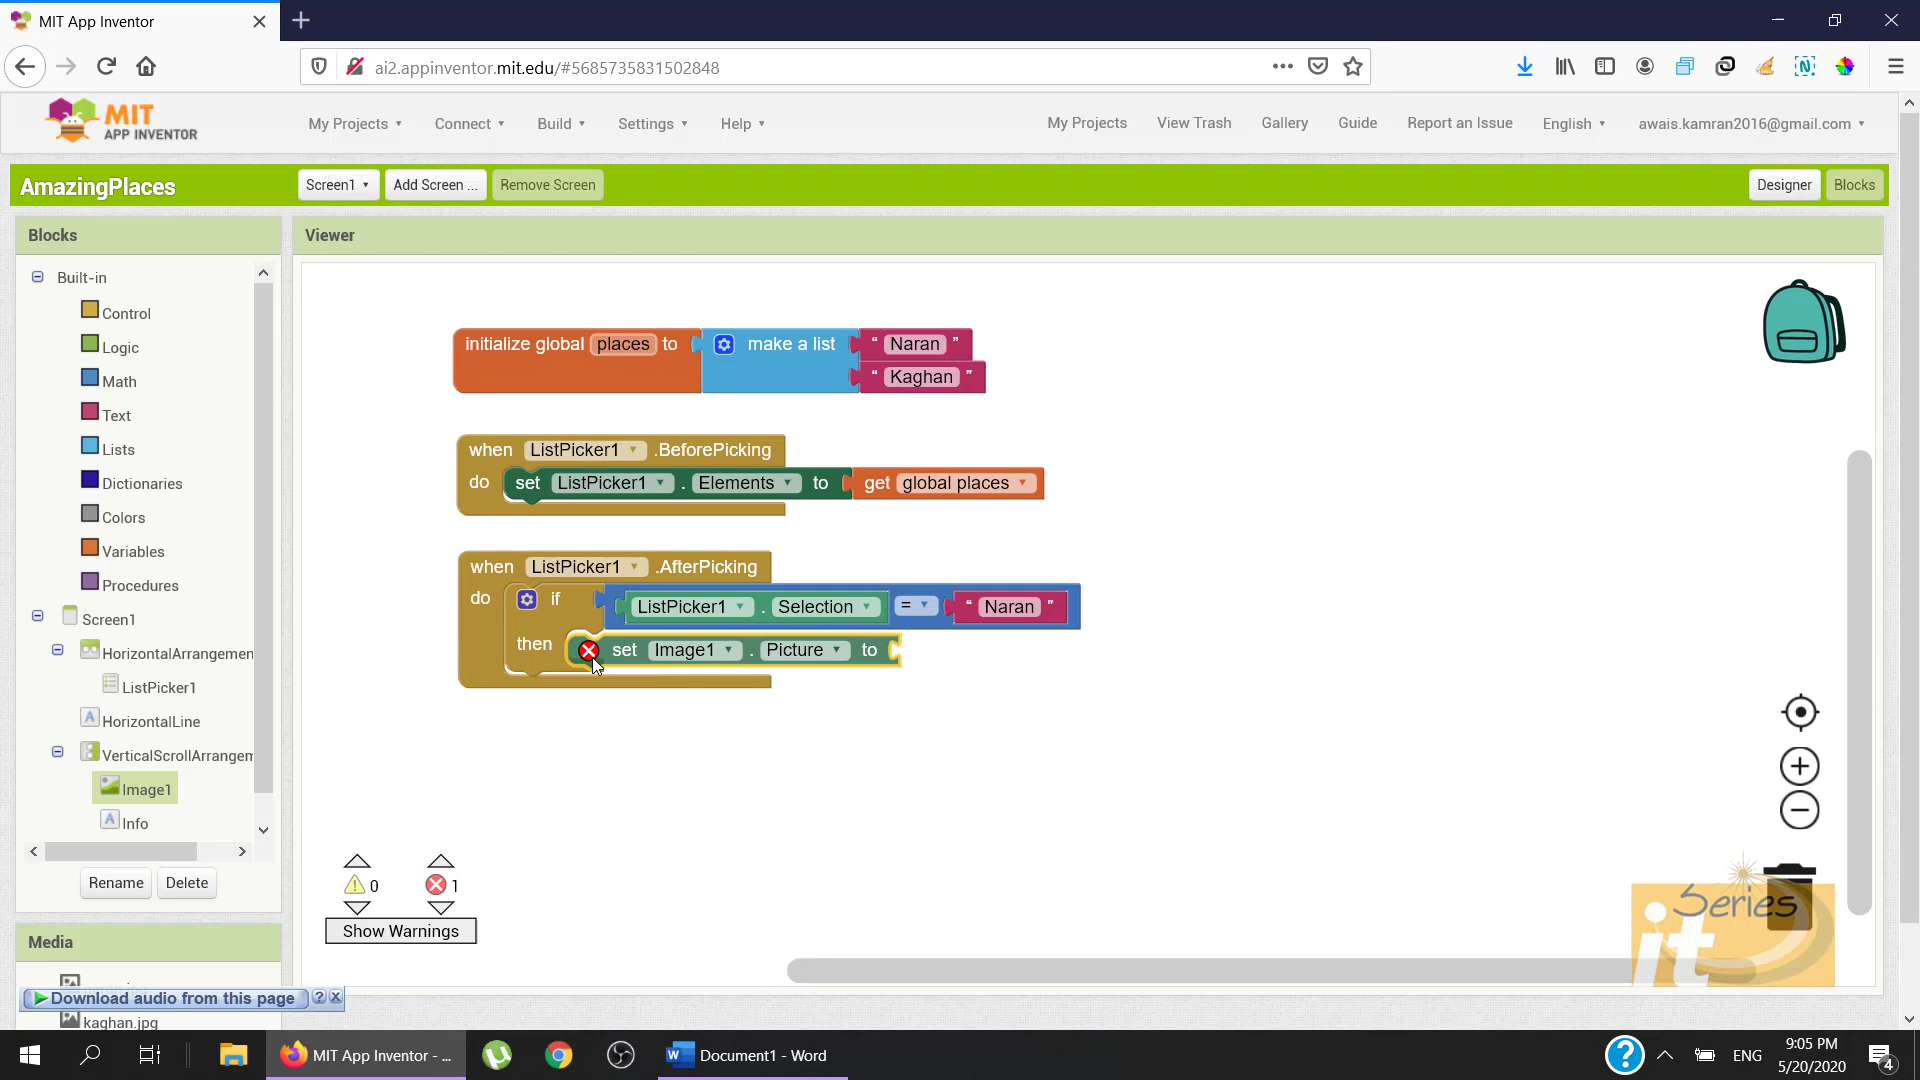 MIT App Inventor
ai2.appinventor.mit.edu/#5685735831502848
MIT
APP INVENTOR
My Projects Connect Build Settings Help
My Projects View Trash Gallery Guide Report an Issue English awais.kamran2016@gmail.com
AmazingPlaces
Screen1 Add Screen ... Remove Screen
Designer Blocks
Blocks
Viewer
Built-in
Control
Logic
Math
Text
Lists
Dictionaries
Colors
Variables
Procedures
Screen1
HorizontalArrangemen
ListPicker1
HorizontalLine
VerticalScrollArrangem
Image1
Info
Rename Delete
Media
kaghan.jpg
Download audio from this page ? X
initialize global places to make a list “ Naran ”
“ Kaghan ”
when ListPicker1 .BeforePicking
do set ListPicker1 . Elements to get global places
when ListPicker1 .AfterPicking
do if ListPicker1 . Selection = “ Naran ”
then set Image1 . Picture to
0 1
Show Warnings
Series
it
MIT App Inventor - ...
Document1 - Word
ENG
9:05 PM
5/20/2020
4